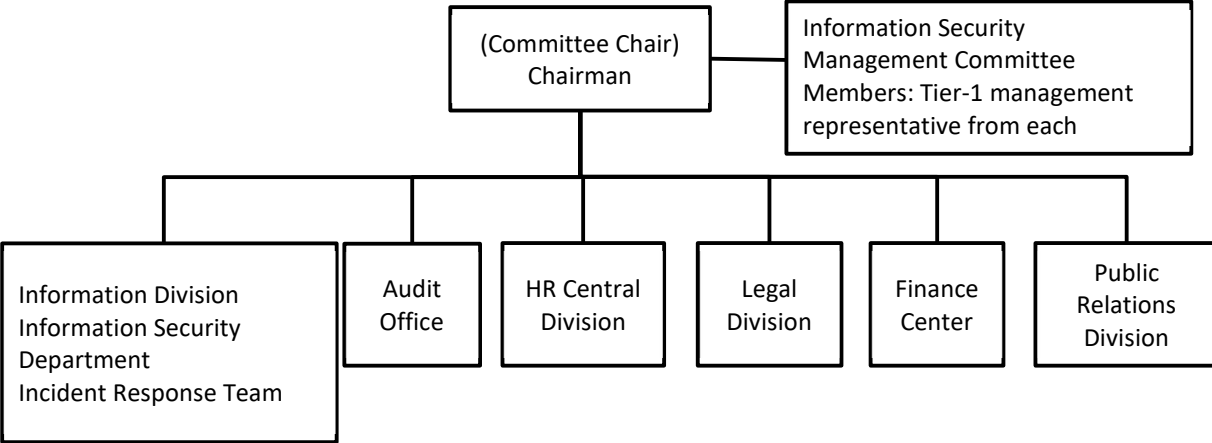 (Committee Chair)
Chairman
Information Security
Management Committee
Members: Tier-1 management
representative from each
Information Division
Information Security
Department
Incident Response Team
Audit
Office
HR Central
Division
Legal
Division
Finance
Center
Public
Relations
Division